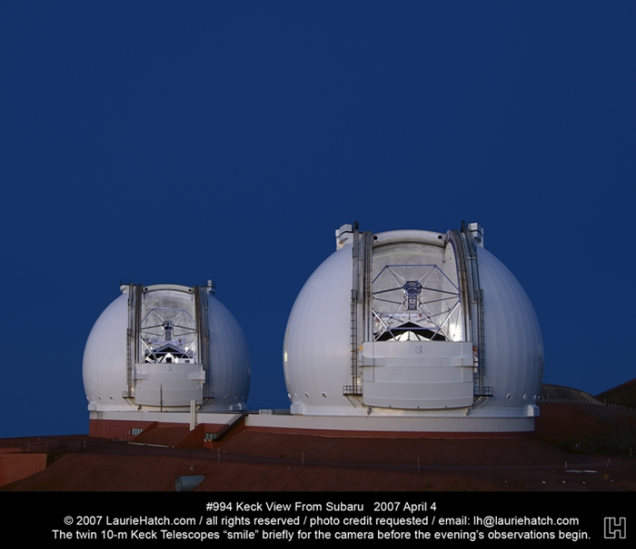 #994 Keck View From Subaru 2007 April 4
© 2007 LaurieHatch.com / all rights reserved / photo credit requested / email: lh@lauriehatch.com
The twin 10-m Keck Telescopes “smile” briefly for the camera before the evening's observations begin.
LH